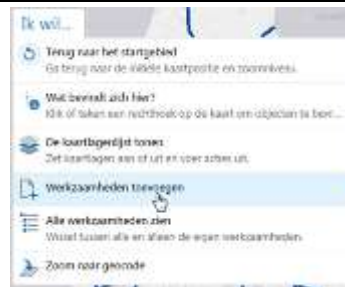 Ik wil...
Terug naar het startgebied
Ga terug naar de initiële kaartpositie en zoomniveau.
Wat bevindt zich hier?
Klik of teken een rechthoek op de kaart om objecten te bevr...
De kaartlagenlijst tonen
Zet kaartlagen aan of uit en voer acties uit.
Werkzaamheden toevoegen
Alle werkzaamheden zien
Wissel tussen alle en alleen de eigen werkzaamheden.
Zoom naar geocode